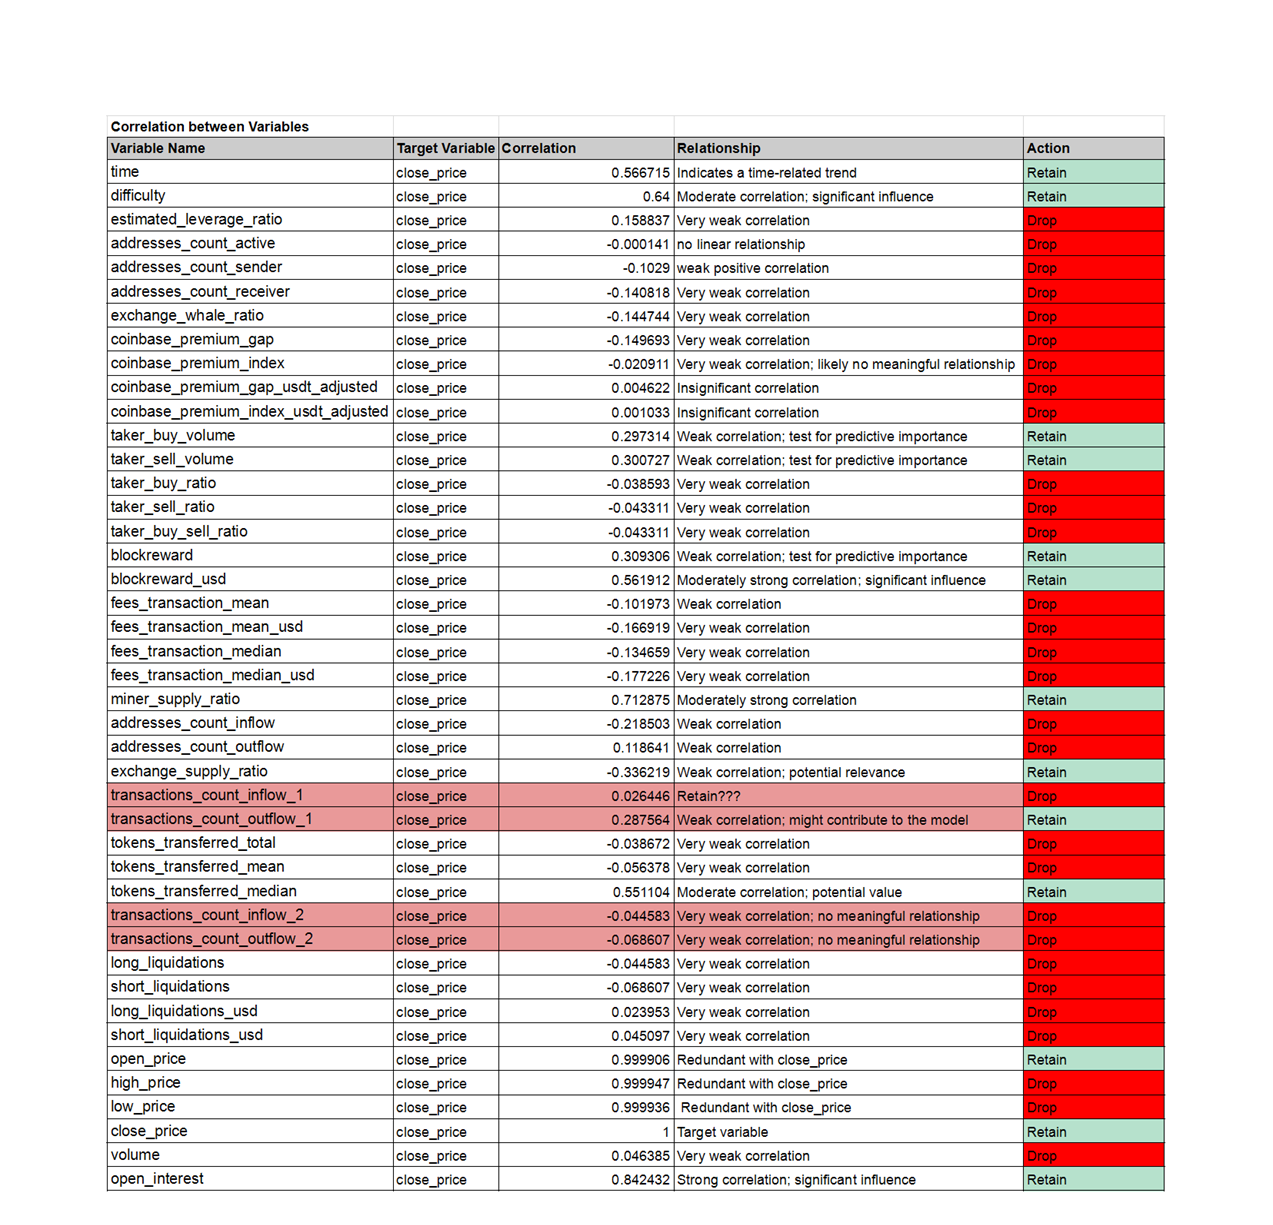 Correlation between Variables
Variable Name Target Variable Correlation Relationship Action
time close_price 0.566715 Indicates a time-related trend Retain
difficulty close_price 0.64 Moderate correlation; significant influence Retain
estimated_leverage_ratio close_price 0.158837 Very weak correlation Drop
addresses_count_active close_price -0.000141 no linear relationship Drop
addresses_count_sender close_price -0.1029 weak positive correlation Drop
addresses_count_receiver close_price -0.140818 Very weak correlation Drop
exchange_whale_ratio close_price -0.144744 Very weak correlation Drop
coinbase_premium_gap close_price -0.149693 Very weak correlation Drop
coinbase_premium_index close_price -0.020911 Very weak correlation; likely no meaningful relationship Drop
coinbase_premium_gap_usdt_adjusted close_price 0.004622 Insignificant correlation Drop
coinbase_premium_index_usdt_adjusted close_price 0.001033 Insignificant correlation Drop
taker_buy_volume close_price 0.297314 Weak correlation; test for predictive importance Retain
taker_sell_volume close_price 0.300727 Weak correlation; test for predictive importance Retain
taker_buy_ratio close_price -0.038593 Very weak correlation Drop
taker_sell_ratio close_price -0.043311 Very weak correlation Drop
taker_buy_sell_ratio close_price -0.043311 Very weak correlation Drop
blockreward close_price 0.309306 Weak correlation; test for predictive importance Retain
blockreward_usd close_price 0.561912 Moderately strong correlation; significant influence Retain
fees_transaction_mean close_price -0.101973 Weak correlation Drop
fees_transaction_mean_usd close_price -0.166919 Very weak correlation Drop
fees_transaction_median close_price -0.134659 Very weak correlation Drop
fees_transaction_median_usd close_price -0.177226 Very weak correlation Drop
miner_supply_ratio close_price 0.712875 Moderately strong correlation Retain
addresses_count_inflow close_price -0.218503 Weak correlation Drop
addresses_count_outflow close_price 0.118641 Weak correlation Drop
exchange_supply_ratio close_price -0.336219 Weak correlation; potential relevance Retain
transactions_count_inflow_1 close_price 0.026446 Retain??? Drop
transactions_count_outflow_1 close_price 0.287564 Weak correlation; might contribute to the model Retain
tokens_transferred_total close_price -0.038672 Very weak correlation Drop
tokens_transferred_mean close_price -0.056378 Very weak correlation Drop
tokens_transferred_median close_price 0.551104 Moderate correlation; potential value Retain
transactions_count_inflow_2 close_price -0.044583 Very weak correlation; no meaningful relationship Drop
transactions_count_outflow_2 close_price -0.068607 Very weak correlation; no meaningful relationship Drop
long_liquidations close_price -0.044583 Very weak correlation Drop
short_liquidations close_price -0.068607 Very weak correlation Drop
long_liquidations_usd close_price 0.023953 Very weak correlation Drop
short_liquidations_usd close_price 0.045097 Very weak correlation Drop
open_price close_price 0.999906 Redundant with close_price Retain
high_price close_price 0.999947 Redundant with close_price Drop
low_price close_price 0.999936 Redundant with close_price Drop
close_price close_price 1 Target variable Retain
volume close_price 0.046385 Very weak correlation Drop
open_interest close_price 0.842432 Strong correlation; significant influence Retain